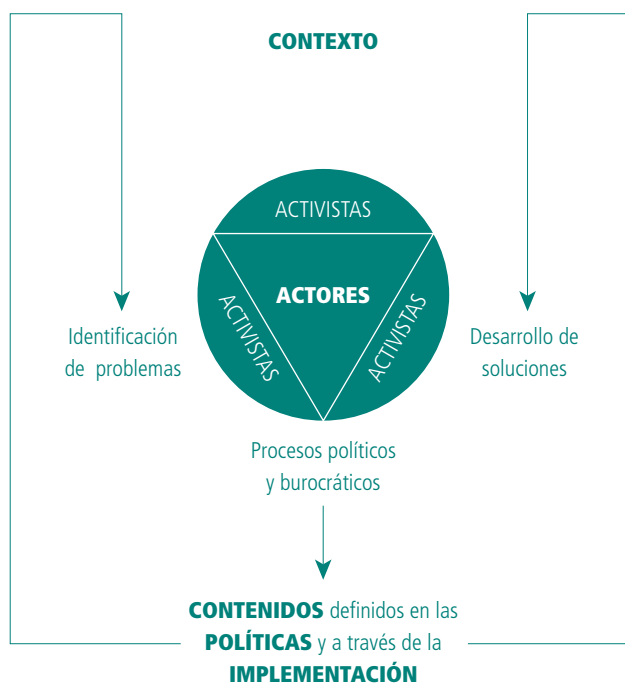 CONTEXTO
ACTIVISTAS
ACTORES
ACTIVISTAS
ACTIVISTAS
Identificación
de problemas
Desarrollo de
soluciones
Procesos políticos
y burocráticos
CONTENIDOS definidos en las
POLÍTICAS y a través de la
IMPLEMENTACIÓN